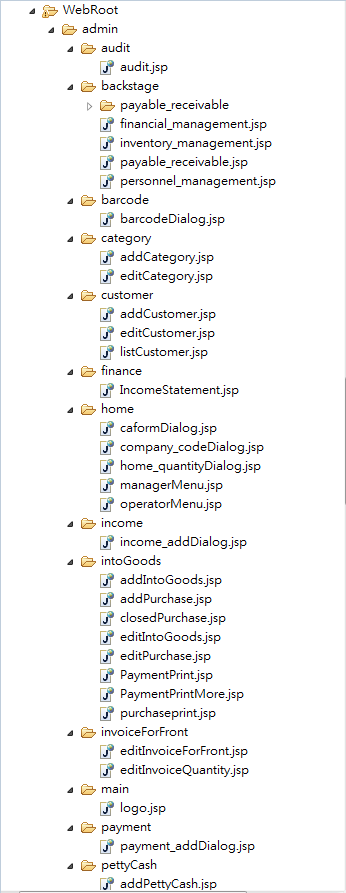 WebRoot
admin
audit
audit.jsp
backstage
payable_receivable
financial_management.jsp
inventory_management.jsp
payable_receivable.jsp
personnel_management.jsp
barcode
barcodeDialog.jsp
category
addCategory.jsp
editCategory.jsp
customer
addCustomer.jsp
editCustomer.jsp
listCustomer.jsp
finance
IncomeStatement.jsp
home
caformDialog.jsp
company_codeDialog.jsp
home_quantityDialog.jsp
managerMenu.jsp
operatorMenu.jsp
income
income_addDialog.jsp
intoGoods
addIntoGoods.jsp
addPurchase.jsp
closedPurchase.jsp
editIntoGoods.jsp
editPurchase.jsp
PaymentPrint.jsp
PaymentPrintMore.jsp
purchaseprint.jsp
invoiceForFront
editInvoiceForFront.jsp
editInvoiceQuantity.jsp
main
logo.jsp
payment
payment_addDialog.jsp
pettyCash
addPettyCash.jsp